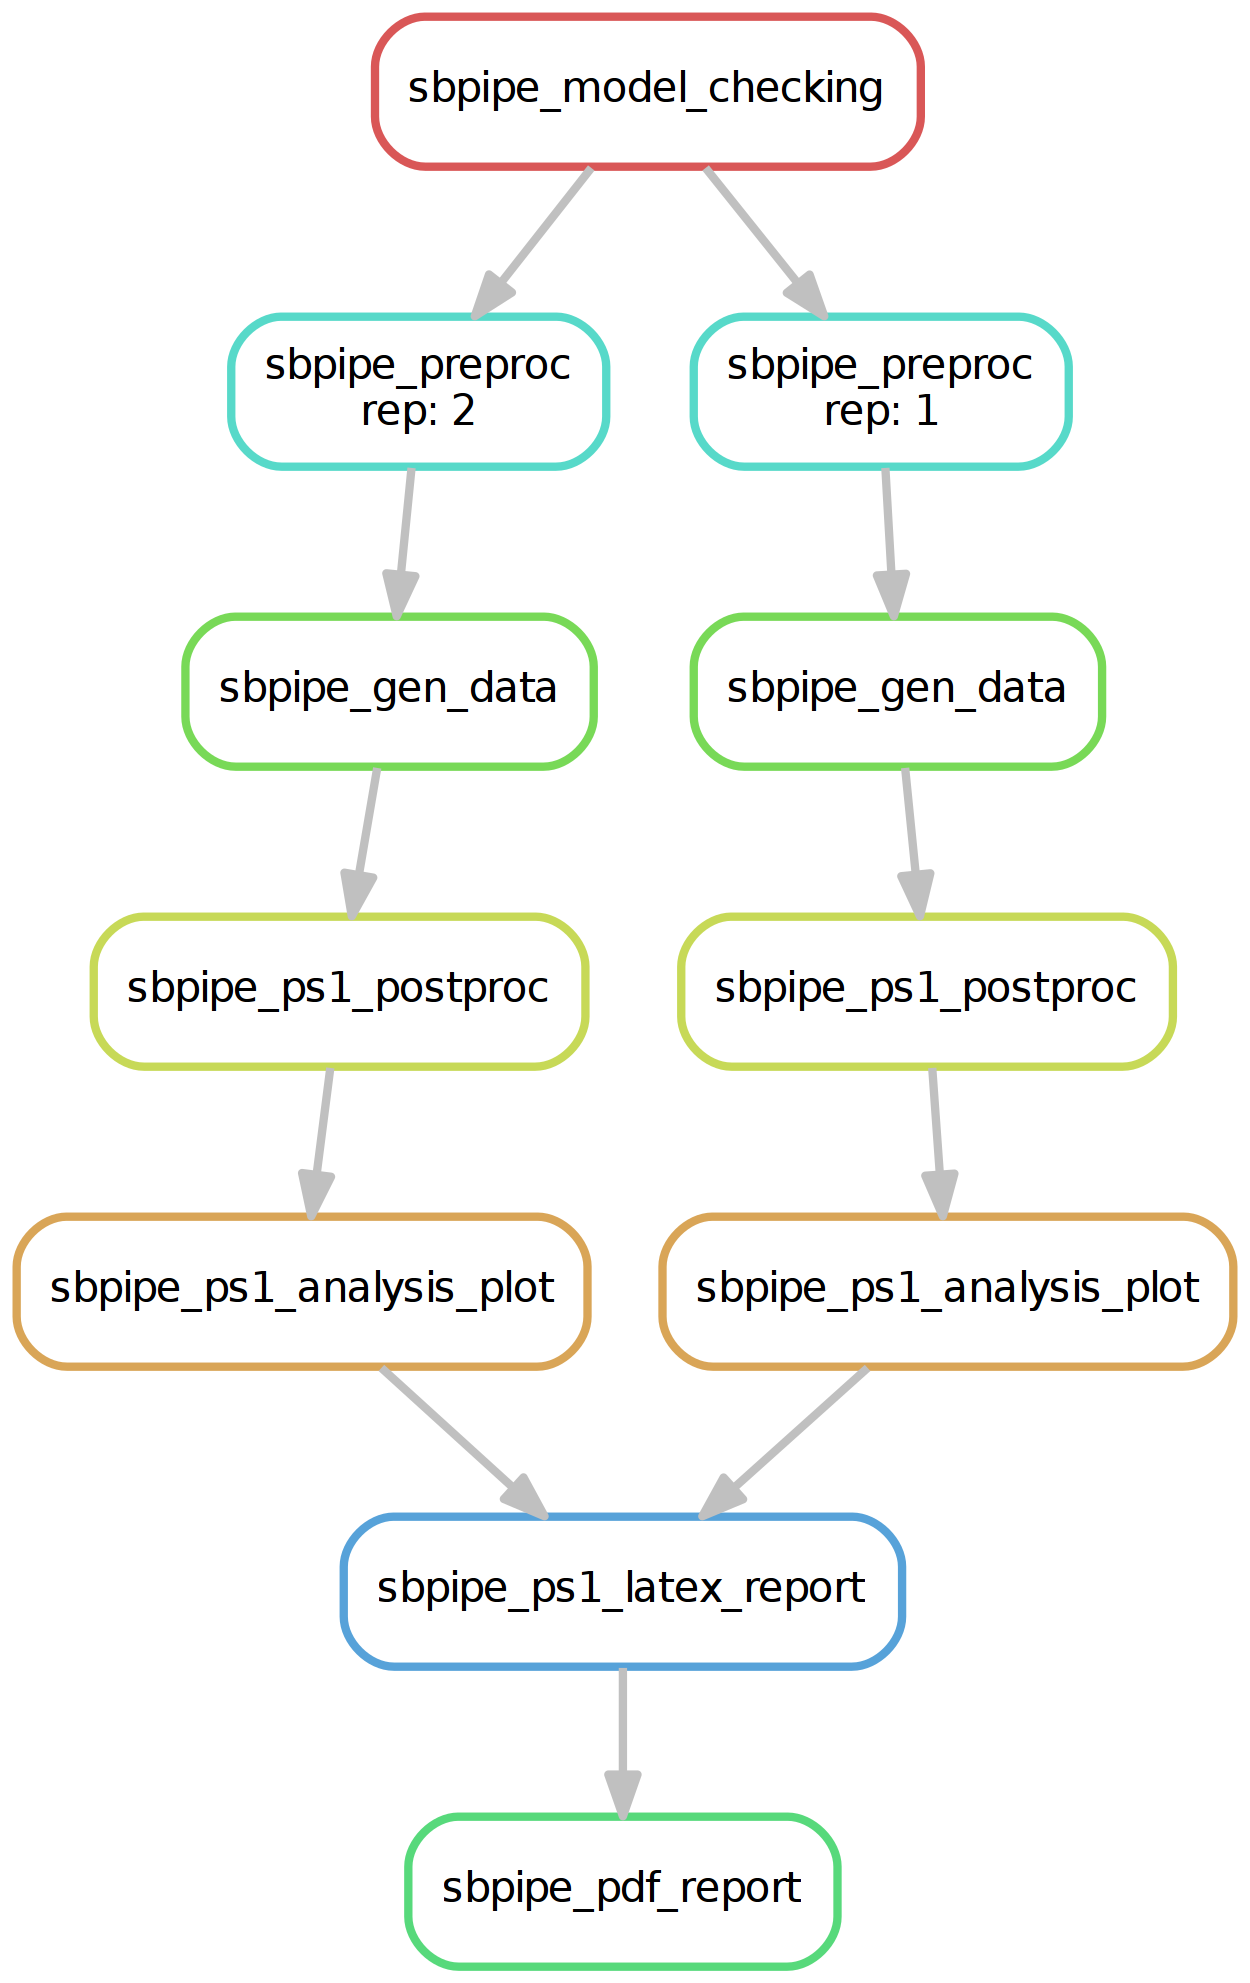 sbpipe_model_checking
sbpipe_preproc
rep: 2
sbpipe_preproc
rep: 1
sbpipe_gen_data
sbpipe_gen_data
sbpipe_ps1_postproc
sbpipe_ps1_postproc
sbpipe_ps1_analysis_plot
sbpipe_ps1_analysis_plot
sbpipe_ps1_latex_report
sbpipe_pdf_report